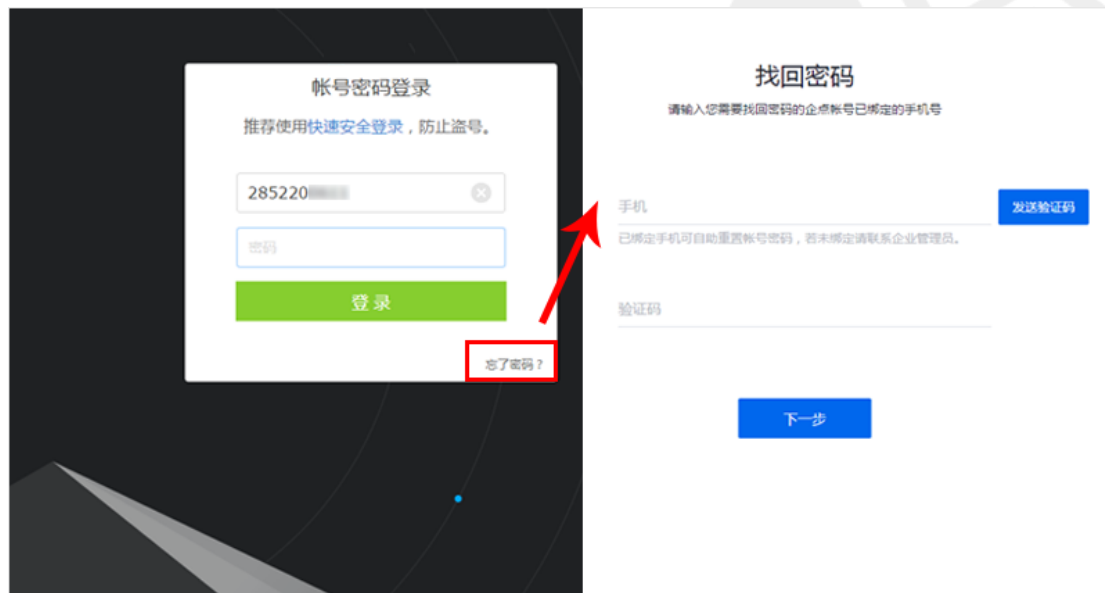 帐号密码登录
推荐使用快速安全登录，防止盗号。
285220
密码
登 录
忘了密码？
找回密码
请输入您需要找回密码的企点帐号已绑定的手机号
手机
发送验证码
已绑定手机可自助重置帐号密码，若未绑定请联系企业管理员。
验证码
下一步